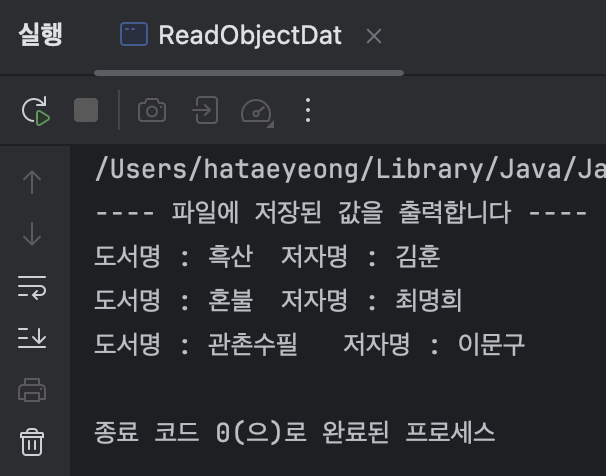 실행 ReadObjectDat
/Users/hataeyeong/Library/Java/Ja
---- 파일에 저장된 값을 출력합니다 ----
도서명 : 흑산  저자명 : 김훈
도서명 : 혼불  저자명 : 최명희
도서명 : 관촌수필   저자명 : 이문구
종료 코드 0(으)로 완료된 프로세스